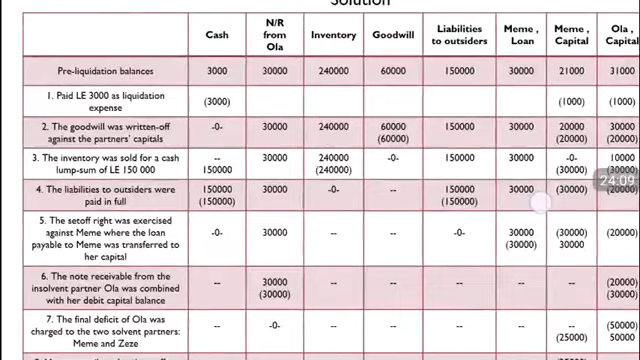 Solution
Cash
N/R from Ola
Inventory
Goodwill
Liabilities to outsiders
Meme , Loan
Meme , Capital
Ola , Capital
Pre-liquidation balances 3000 30000 240000 60000 150000 30000 21000 31000
1. Paid LE 3000 as liquidation
expense
(3000) (1000) (1000)
2. The goodwill was written-off
against the partners' capitals
-0- 30000 240000 60000 150000 30000 20000 30000
(60000) (20000) (20000)
3. The inventory was sold for a cash
lump-sum of LE 150 000
-- 30000 240000 -0- 150000 30000 -0- 10000
150000 (240000) (30000) (30000)
24:09
4. The liabilities to outsiders were
paid in full
150000 30000 -0- -- 150000 30000 (30000) (20000)
(150000) (150000)
5. The setoff right was exercised
against Meme where the loan
payable to Meme was transferred to
her capital
-0- 30000 -- -- -0- 30000 (30000) (20000)
(30000) 30000
6. The note receivable from the
insolvent partner Ola was combined
with her debit capital balance
-- 30000 -- -- -- -- -- (20000)
(30000) (30000)
7. The final deficit of Ola was
charged to the two solvent partners:
Meme and Zeze
-- -0- -- -- -- -- -- (50000)
(25000) 50000